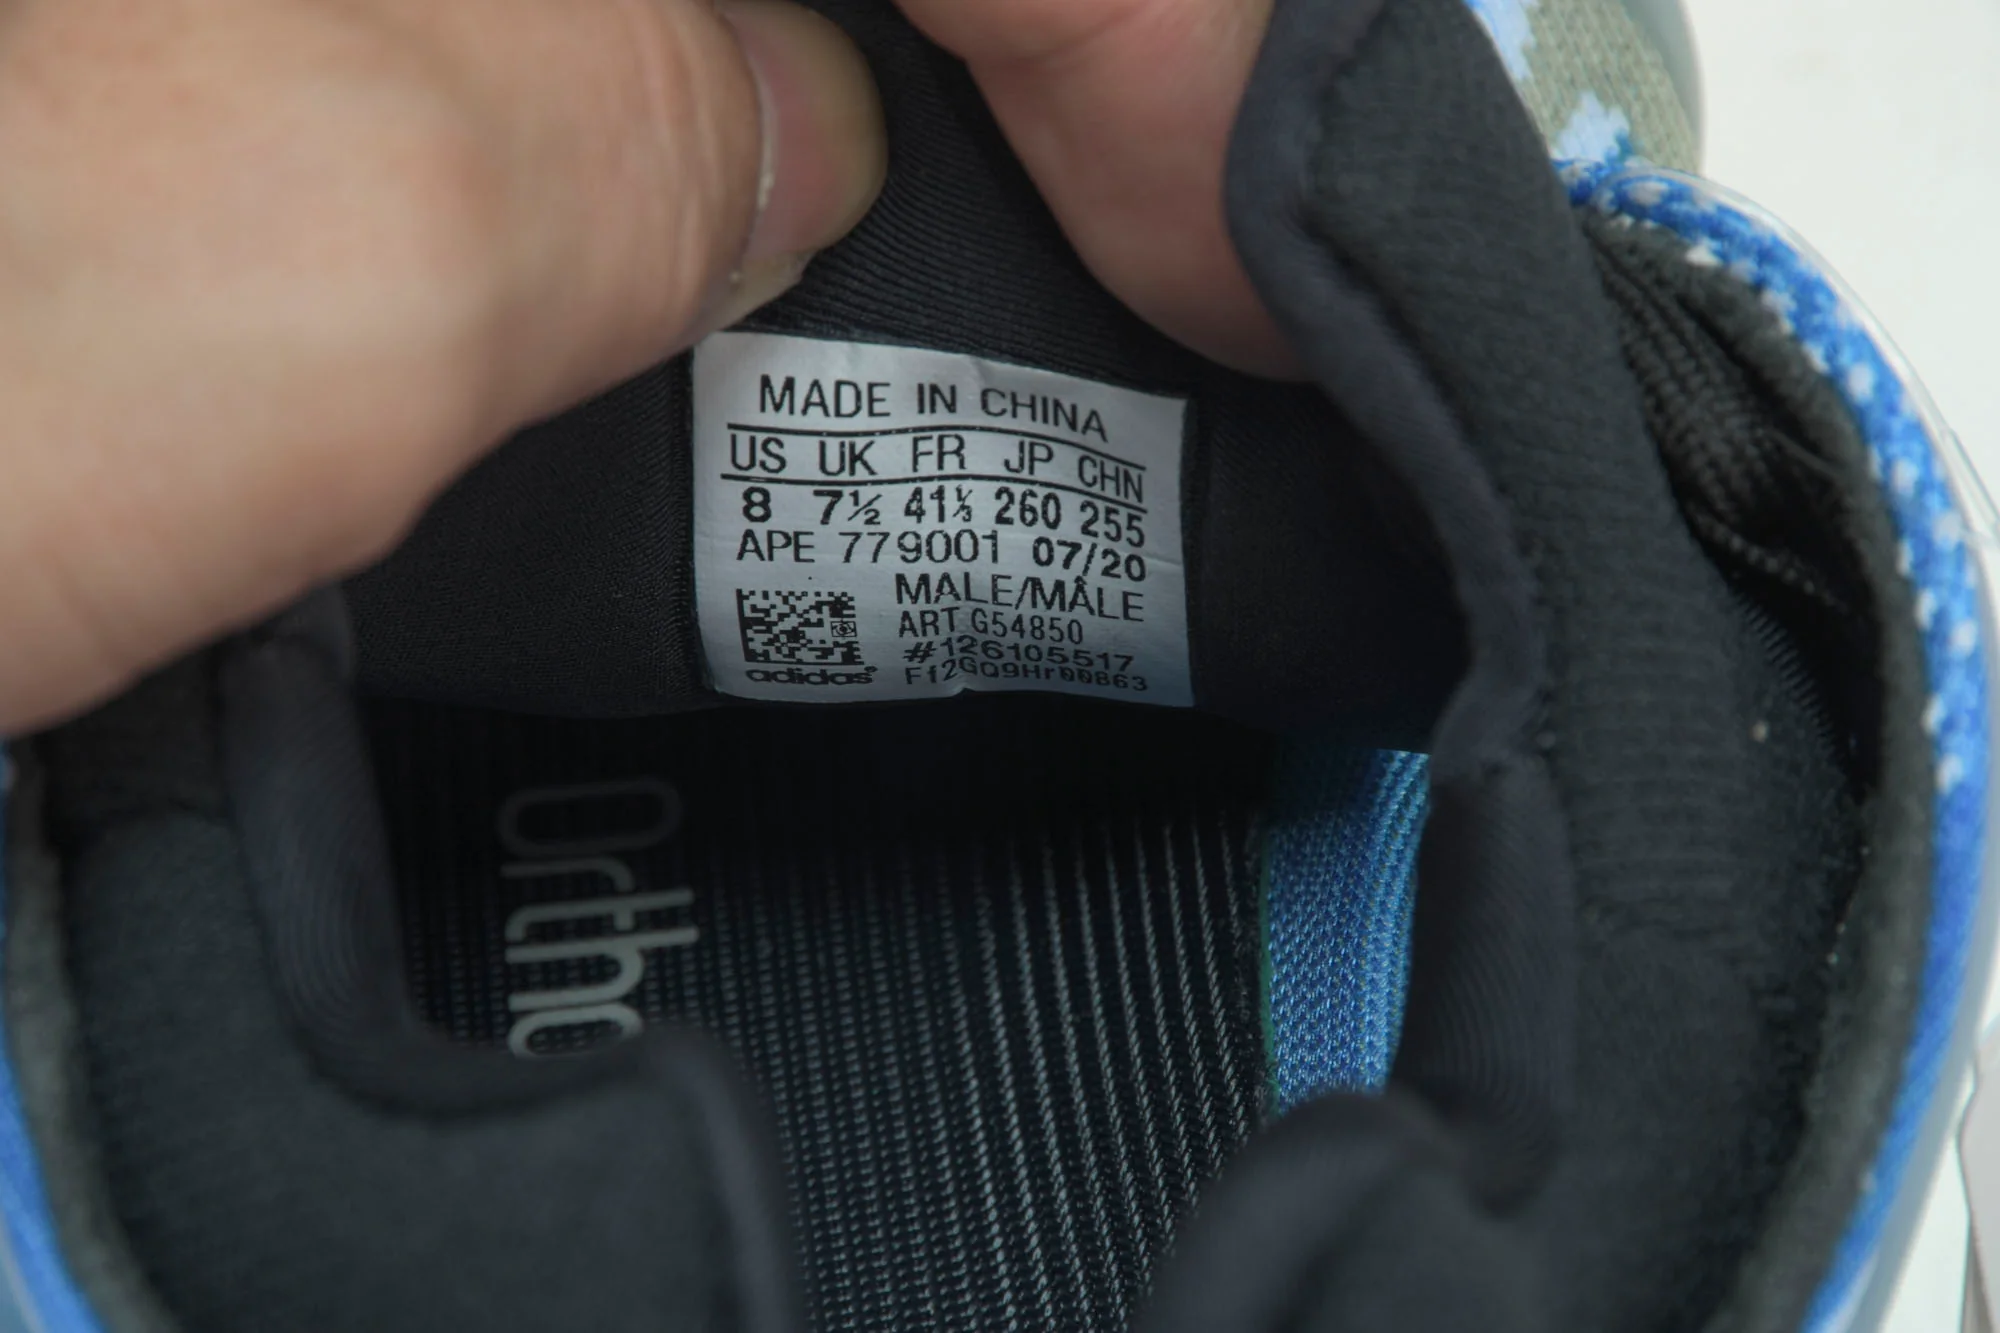 MADE IN CHINA
US UK FR JP CHN
8 7½ 41⅓ 260 255
APE 779001 07/20
MALE/MÂLE
ART G54850
#126105517
Ff2GQ9Hr00863
adidas
Ortho